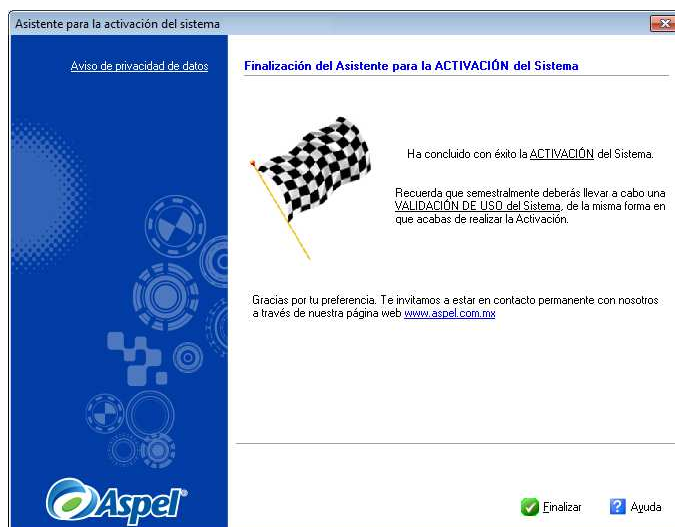 Asistente para la activación del sistema
Aviso de privacidad de datos
Finalización del Asistente para la ACTIVACIÓN del Sistema
Ha concluido con éxito la ACTIVACIÓN del Sistema.
Recuerda que semestralmente deberás llevar a cabo una
VALIDACIÓN DE USO del Sistema, de la misma forma en
que acabas de realizar la Activación.
Gracias por tu preferencia. Te invitamos a estar en contacto permanente con nosotros
a través de nuestra página web www.aspel.com.mx
Aspel®
Finalizar
Ayuda